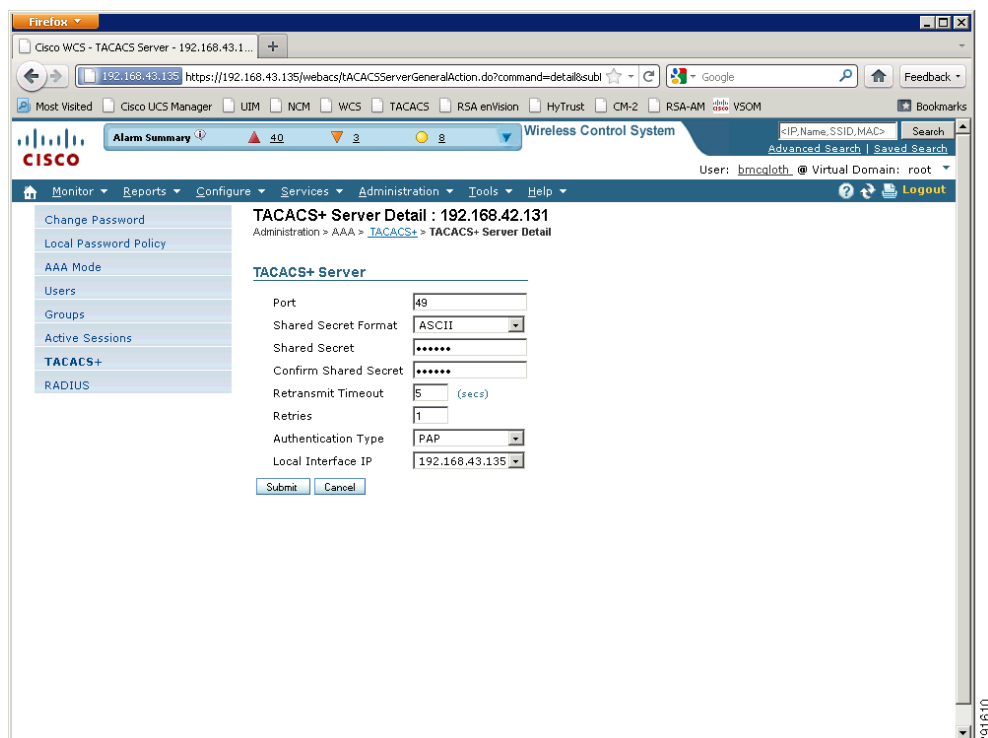 Firefox
Cisco WCS - TACACS Server - 192.168.43.1...
192.168.43.135 https://192.168.43.135/webacs/tACACSServerGeneralAction.do?command=detail&subl
Google
Feedback
Most Visited Cisco UCS Manager UIM NCM WCS TACACS RSA enVision HyTrust CM-2 RSA-AM VSOM Bookmarks
CISCO
Alarm Summary 40 3 8
Wireless Control System
<IP,Name,SSID,MAC> Search
Advanced Search | Saved Search
User: bmcgloth @ Virtual Domain: root
Monitor Reports Configure Services Administration Tools Help Logout
Change Password
Local Password Policy
AAA Mode
Users
Groups
Active Sessions
TACACS+
RADIUS
TACACS+ Server Detail : 192.168.42.131
Administration > AAA > TACACS+ > TACACS+ Server Detail
TACACS+ Server
Port 49
Shared Secret Format ASCII
Shared Secret ••••••
Confirm Shared Secret ••••••
Retransmit Timeout 5 (secs)
Retries 1
Authentication Type PAP
Local Interface IP 192.168.43.135
Submit Cancel